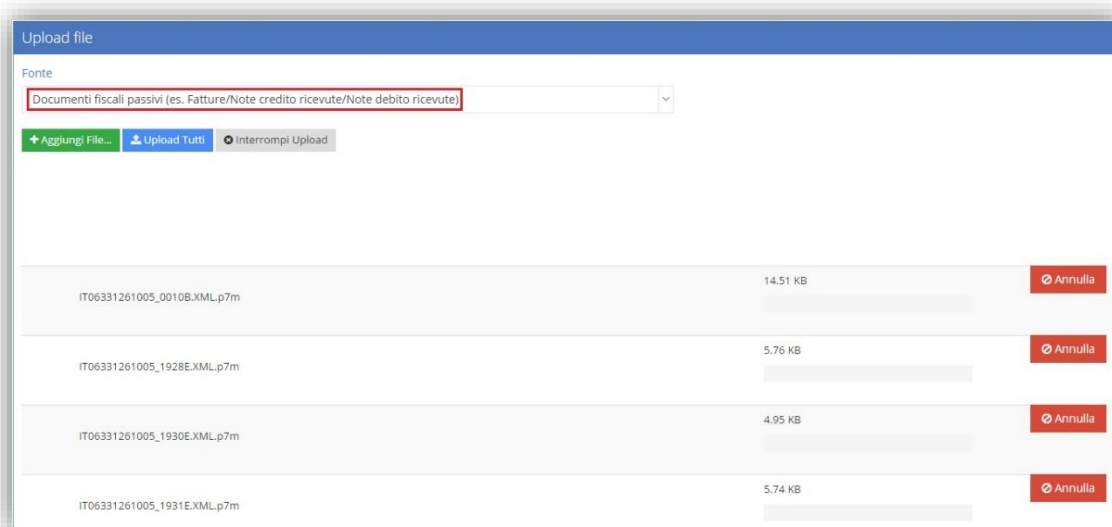 Upload file
Fonte
Documenti fiscali passivi (es. Fatture/Note credito ricevute/Note debito ricevute)
Aggiungi File... Upload Tutti Interrompi Upload
14.51 KB Annulla
IT06331261005_0010B.XML.p7m
5.76 KB Annulla
IT06331261005_1928E.XML.p7m
4.95 KB Annulla
IT06331261005_1930E.XML.p7m
5.74 KB Annulla
IT06331261005_1931E.XML.p7m